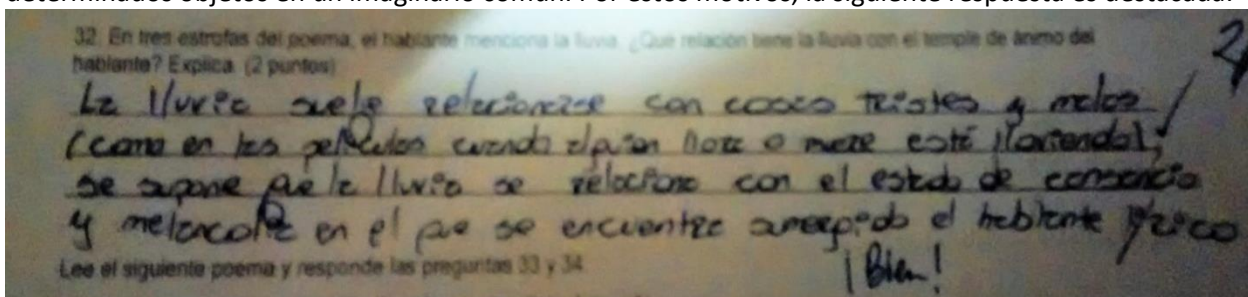 determinados objetos en un imaginario común. Por estos motivos, la siguiente respuesta es destacada:
32. En tres estrofas del poema, el hablante menciona la lluvia. ¿Qué relación tiene la lluvia con el temple de ánimo del
hablante? Explica. (2 puntos)
2
La lluvia suele relacionarse con cosas tristes y malas
(como en las películas cuando alguien llora o muere está lloviendo),
se supone que la lluvia se relaciona con el estado de
y melancolía en el que se encuentra sumergido el hablante lírico
¡Bien!
Lee el siguiente poema y responde las preguntas 33 y 34